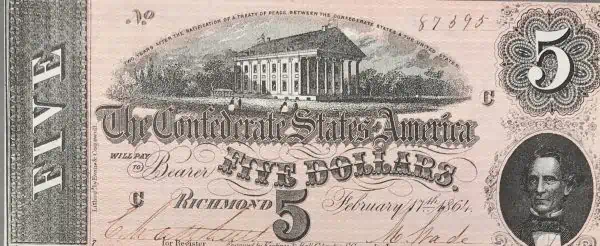 No. 87595
TWO YEARS AFTER THE RATIFICATION OF A TREATY OF PEACE BETWEEN THE CONFEDERATE STATES & THE UNITED STATES
5
FIVE
C
The Confederate States of America
WILL PAY
TO Bearer FIVE DOLLARS.
C
RICHMOND 5 February 17th. 1864
for Register